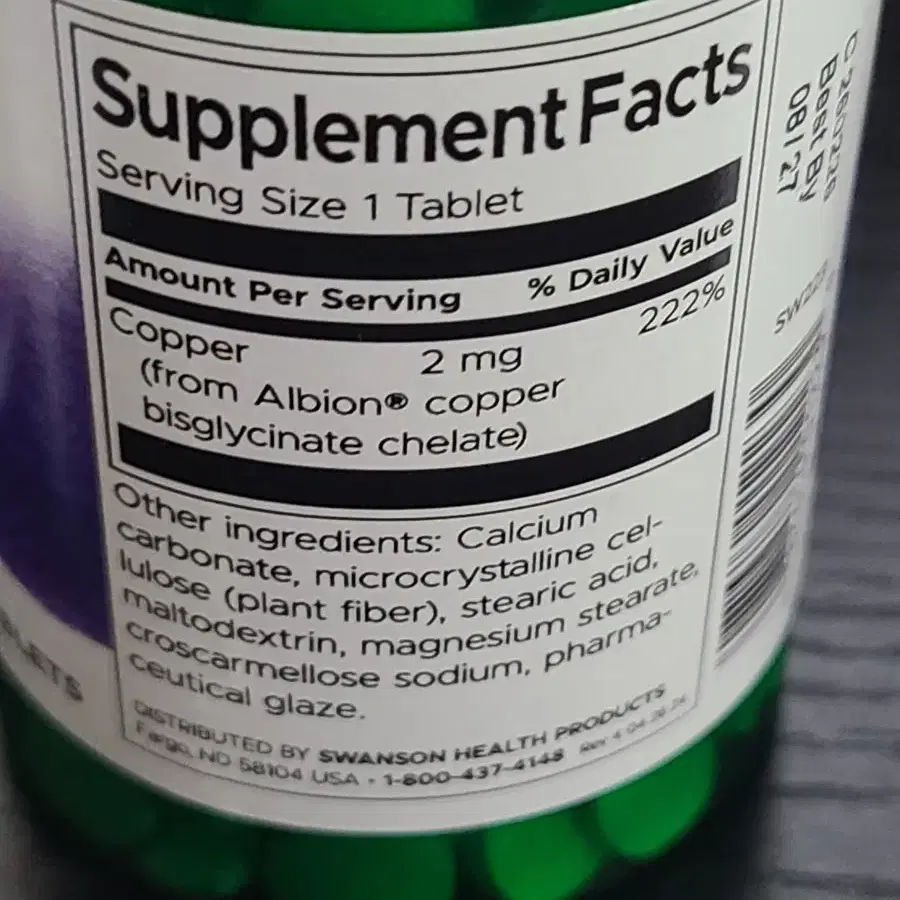 Supplement Facts
Serving Size 1 Tablet
Amount Per Serving % Daily Value
Copper 2 mg 222%
(from Albion® copper
bisglycinate chelate)
Other ingredients: Calcium
carbonate, microcrystalline cel-
lulose (plant fiber), stearic acid,
maltodextrin, magnesium stearate,
croscarmellose sodium, pharma-
ceutical glaze.
DISTRIBUTED BY SWANSON HEALTH PRODUCTS
Fargo, ND 58104 USA • 1-800-437-4148
Best By
08/27